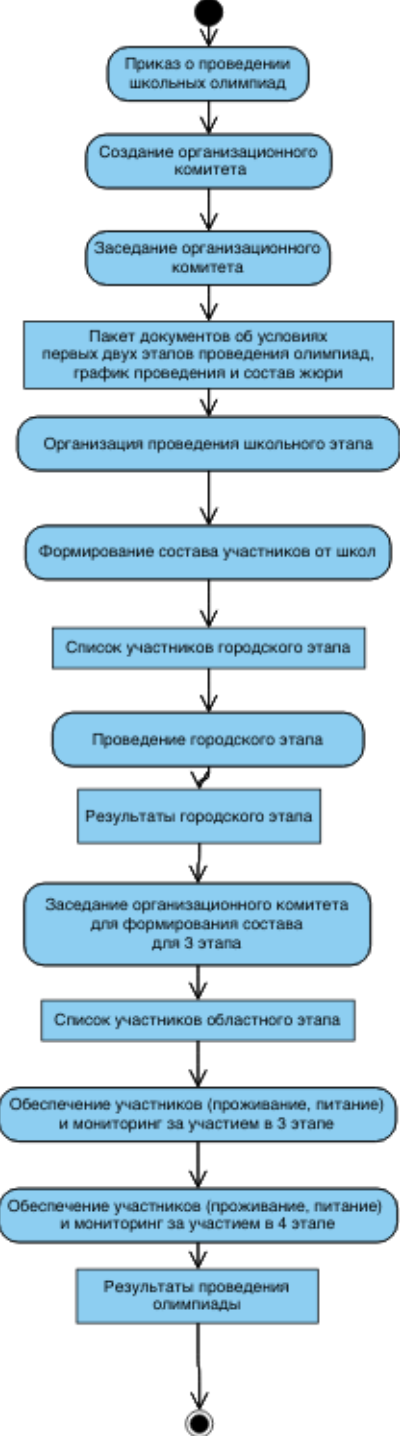 Приказ о проведении
школьных олимпиад
Создание организационного
комитета
Заседание организационного
комитета
Пакет документов об условиях
первых двух этапов проведения олимпиад,
график проведения и состав жюри
Организация проведения школьного этапа
Формирование состава участников от школ
Список участников городского этапа
Проведение городского этапа
Результаты городского этапа
Заседание организационного комитета
для формирования состава
для 3 этапа
Список участников областного этапа
Обеспечение участников (проживание, питание)
и мониторинг за участием в 3 этапе
Обеспечение участников (проживание, питание)
и мониторинг за участием в 4 этапе
Результаты проведения
олимпиады